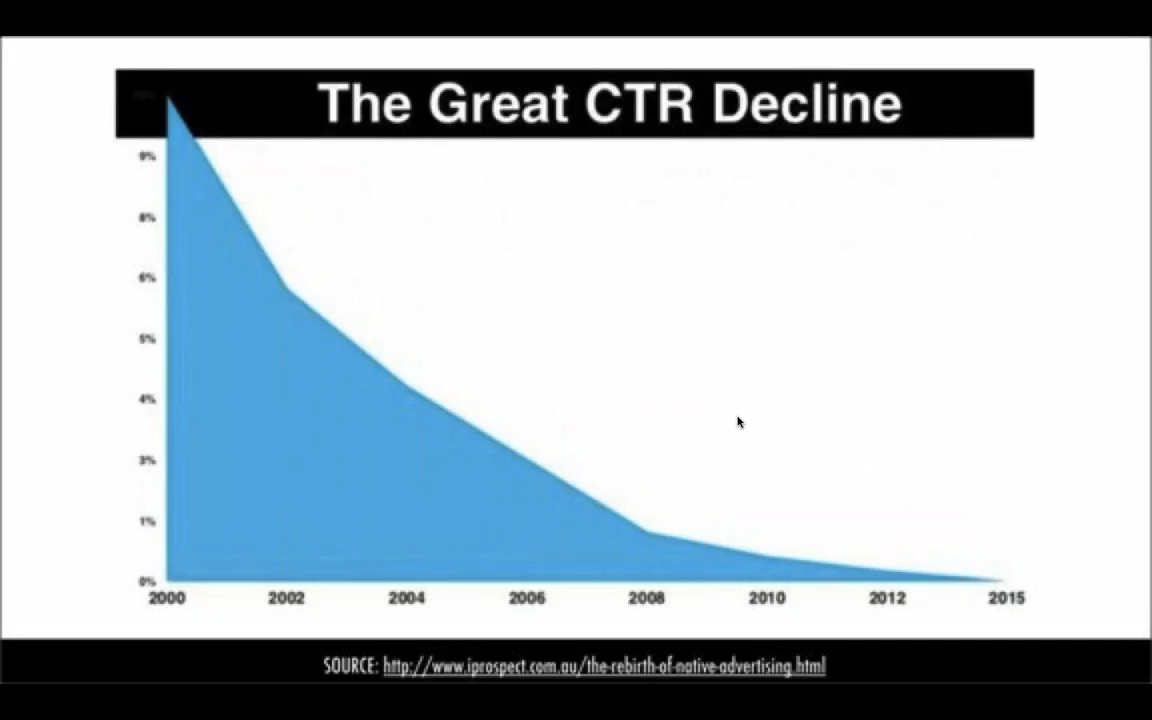 The Great CTR Decline
9%
8%
6%
5%
4%
3%
1%
0%
2000 2002 2004 2006 2008 2010 2012 2015
SOURCE: http://www.iprospect.com.au/the-rebirth-of-native-advertising.html